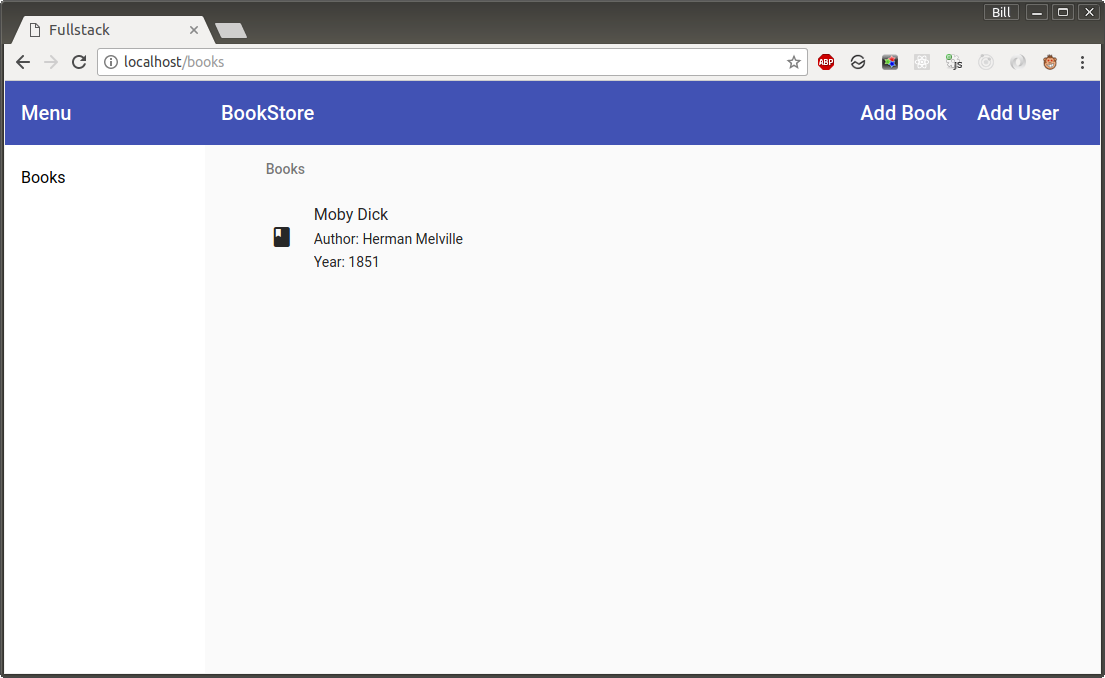 Bill
Fullstack
localhost/books
ABP
js
Menu
BookStore
Add Book
Add User
Books
Books
Moby Dick
Author: Herman Melville
Year: 1851